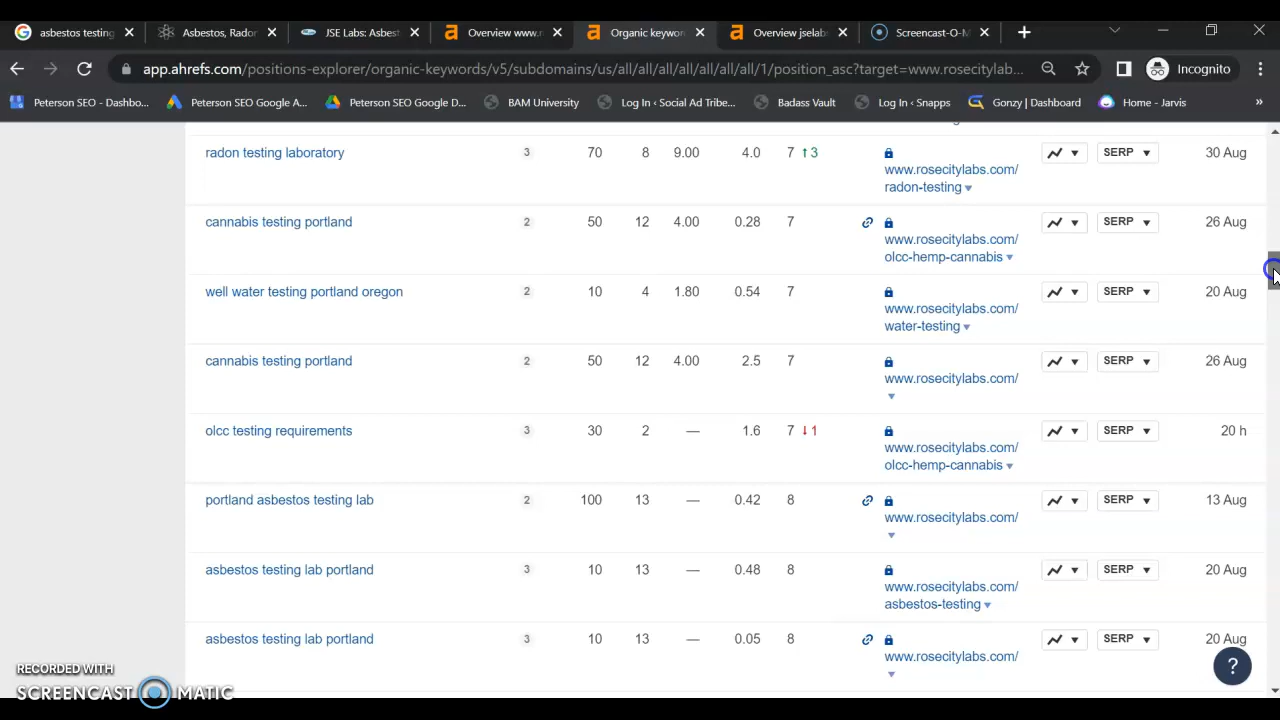 asbestos testing
Asbestos, Rado
JSE Labs: Asbes
Overview www.r
Organic keywor
Overview jselab
Screencast-O-M
app.ahrefs.com/positions-explorer/organic-keywords/v5/subdomains/us/all/all/all/all/all/all/all/1/position_asc?target=www.rosecitylab...
Incognito
Peterson SEO - Dashbo...
Peterson SEO Google A...
Peterson SEO Google D...
BAM University
Log In ‹ Social Ad Tribe...
Badass Vault
Log In ‹ Snapps
Gonzy | Dashboard
Home - Jarvis
»
radon testing laboratory 3 70 8 9.00 4.0 7 ↑3 SERP 30 Aug
www.rosecitylabs.com/
radon-testing
cannabis testing portland 2 50 12 4.00 0.28 7 SERP 26 Aug
www.rosecitylabs.com/
olcc-hemp-cannabis
well water testing portland oregon 2 10 4 1.80 0.54 7 SERP 20 Aug
www.rosecitylabs.com/
water-testing
cannabis testing portland 2 50 12 4.00 2.5 7 SERP 26 Aug
www.rosecitylabs.com/
olcc testing requirements 3 30 2 — 1.6 7 ↓1 SERP 20 h
www.rosecitylabs.com/
olcc-hemp-cannabis
portland asbestos testing lab 2 100 13 — 0.42 8 SERP 13 Aug
www.rosecitylabs.com/
asbestos testing lab portland 3 10 13 — 0.48 8 SERP 20 Aug
www.rosecitylabs.com/
asbestos-testing
asbestos testing lab portland 3 10 13 — 0.05 8 SERP 20 Aug
www.rosecitylabs.com/
?
RECORDED WITH
SCREENCAST MATIC